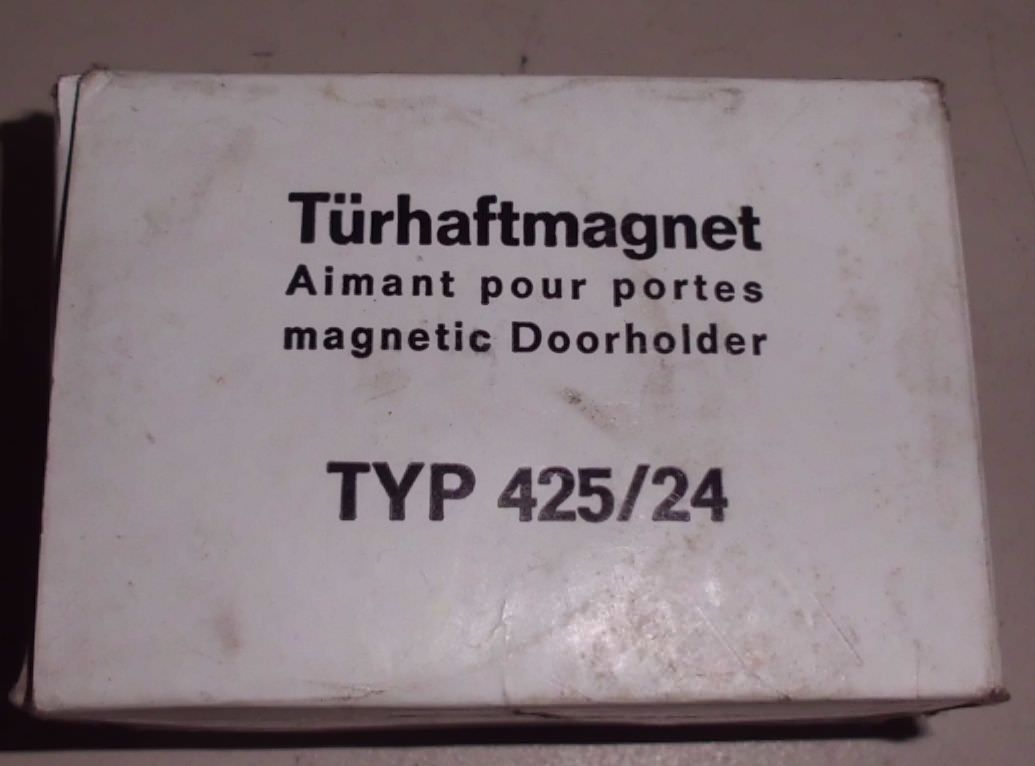 Türhaftmagnet
Aimant pour portes
magnetic Doorholder
TYP 425/24